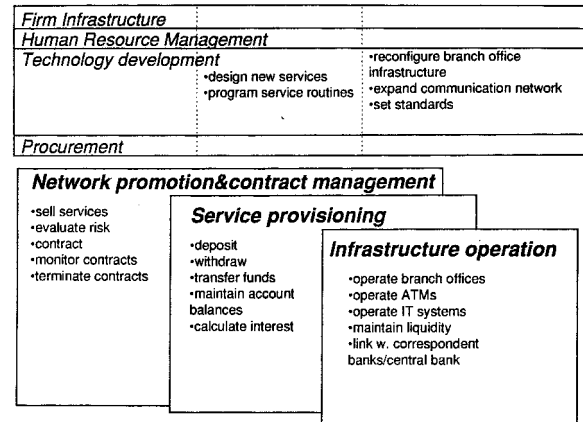 Firm Infrastructure
Human Resource Management
Technology development
•design new services
•program service routines
•reconfigure branch office
infrastructure
•expand communication network
•set standards
Procurement
Network promotion&contract management
•sell services
•evaluate risk
•contract
•monitor contracts
•terminate contracts
Service provisioning
•deposit
•withdraw
•transfer funds
•maintain account
balances
•calculate interest
Infrastructure operation
•operate branch offices
•operate ATMs
•operate IT systems
•maintain liquidity
•link w. correspondent
banks/central bank